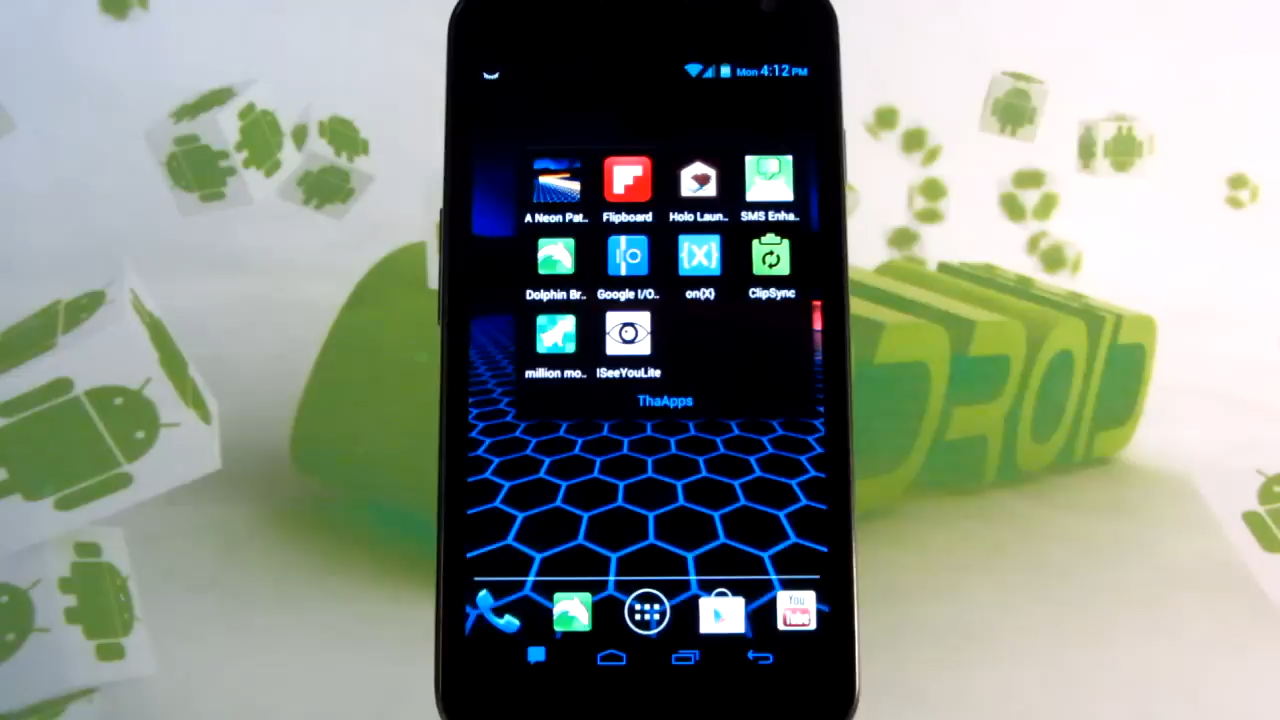 Mon 4:12 PM
A Neon Pat.. Flipboard Holo Laun.. SMS Enha..
Dolphin Br.. Google I/O.. on{X} ClipSync
million mo.. ISeeYouLite
ThaApps
You
Tube
DROID